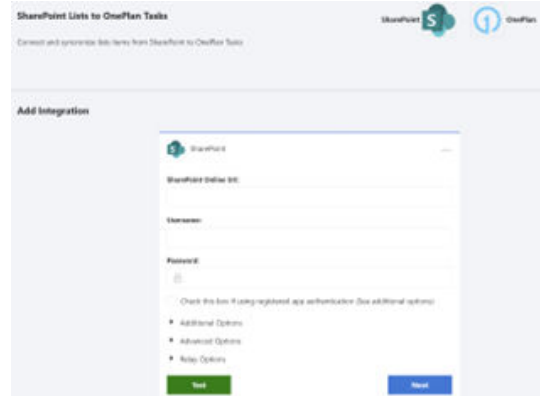 SharePoint Lists to OnePlan Tasks
SharePoint
S
OnePlan
Connect and syncronize lists items from SharePoint to OnePlan Tasks
Add Integration
S
SharePoint
SharePoint Online Url:
Username:
Password:
Check this box if using registered app authentication (See additional options)
Additional Options
Advanced Options
Relay Options
Test
Next